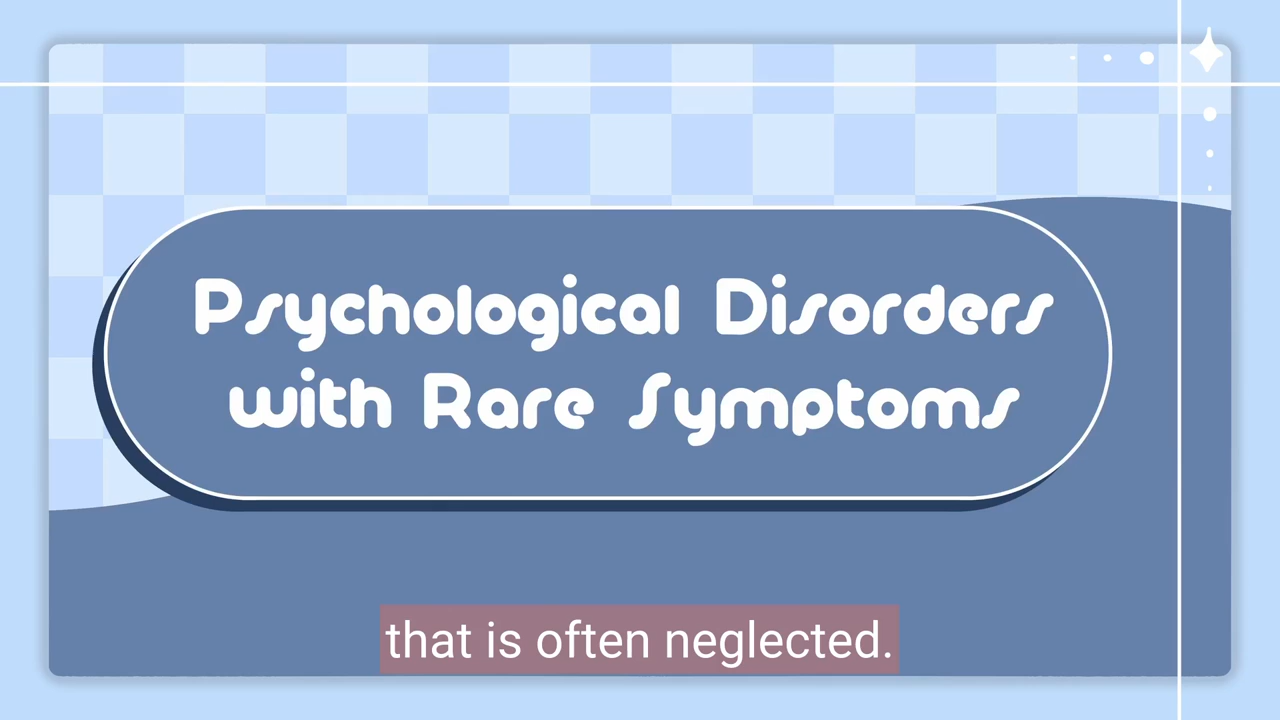 Psychological Disorders
with Rare Symptoms
that is often neglected.